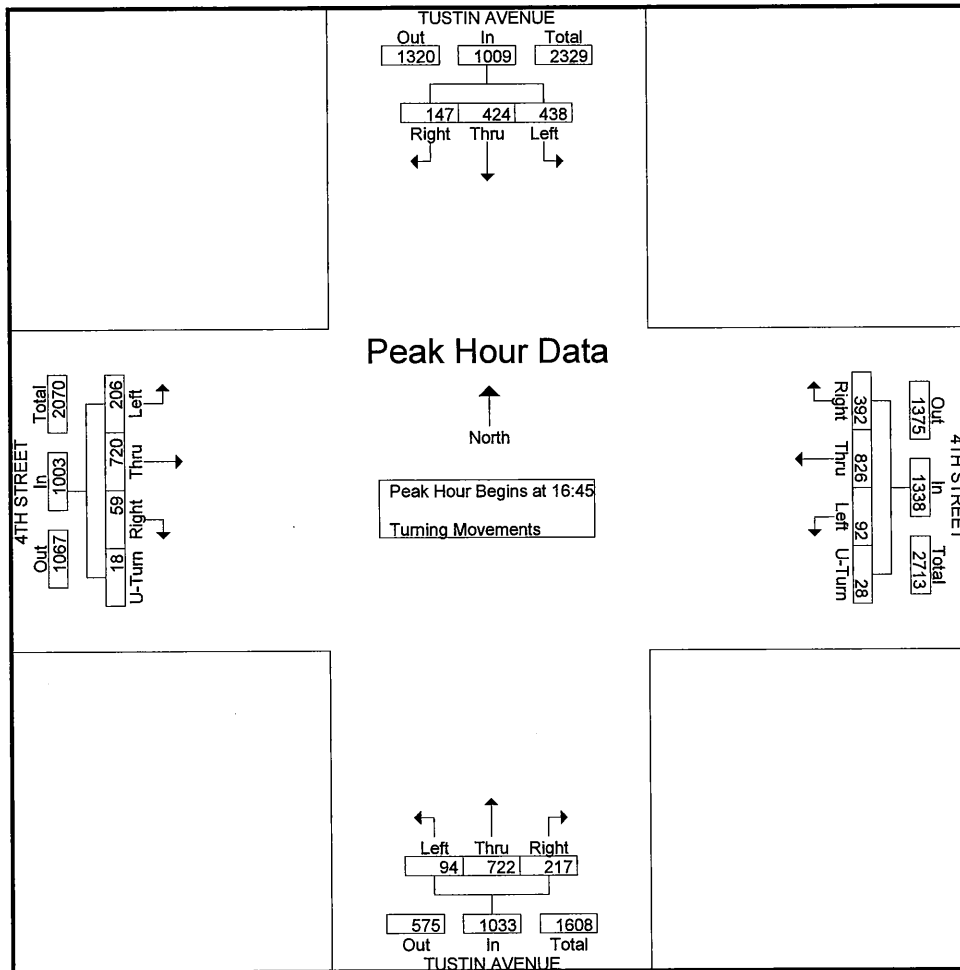 TUSTIN AVENUE
Out In Total
1320 1009 2329
147 424 438
Right Thru Left
Peak Hour Data
North
Peak Hour Begins at 16:45
Turning Movements
4TH STREET
Total In Out
2070 1003 1067
206 720 59 18
Left Thru Right U-Turn
4TH STREET
Out In Total
1375 1338 2713
392 826 92 28
Right Thru Left U-Turn
Left Thru Right
94 722 217
575 1033 1608
Out In Total
TUSTIN AVENUE